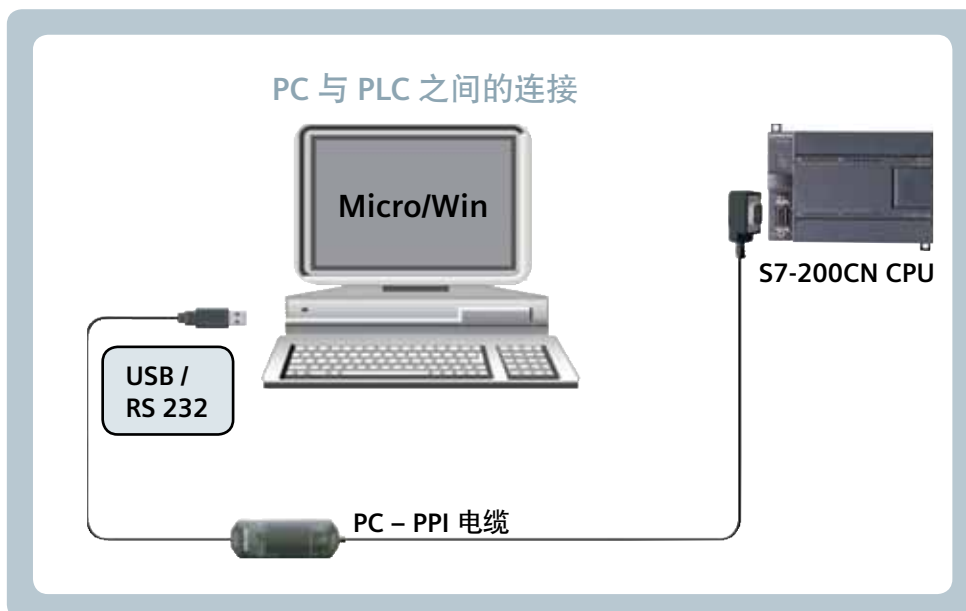 PC 与 PLC 之间的连接
Micro/Win
S7-200CN CPU
USB /
RS 232
PC – PPI 电缆